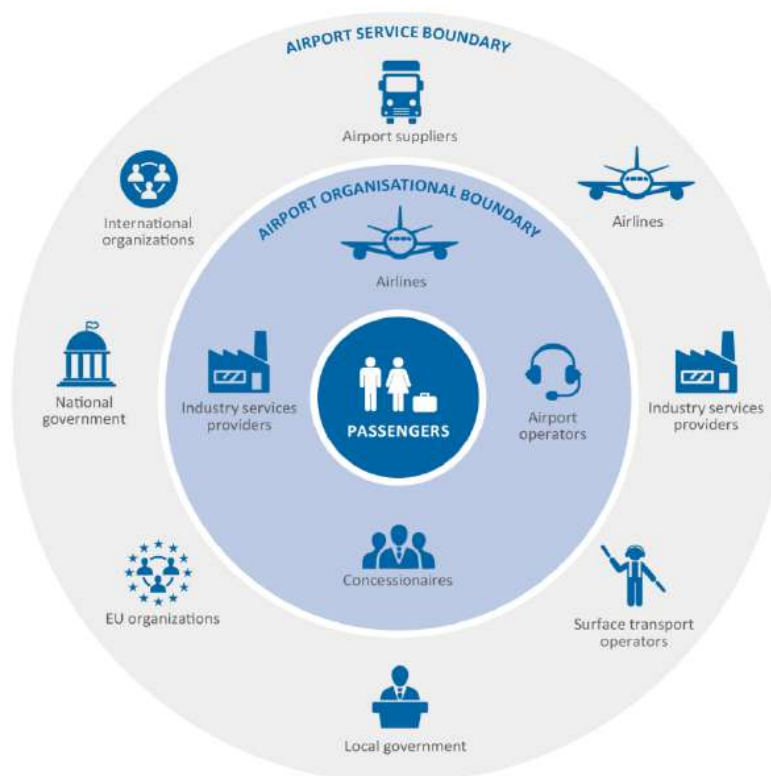 AIRPORT SERVICE BOUNDARY
Airport suppliers
International
organizations
Airlines
AIRPORT ORGANISATIONAL BOUNDARY
Airlines
National
government
Industry services
providers
PASSENGERS
Airport
operators
Industry services
providers
Concessionaires
EU organizations
Surface transport
operators
Local government